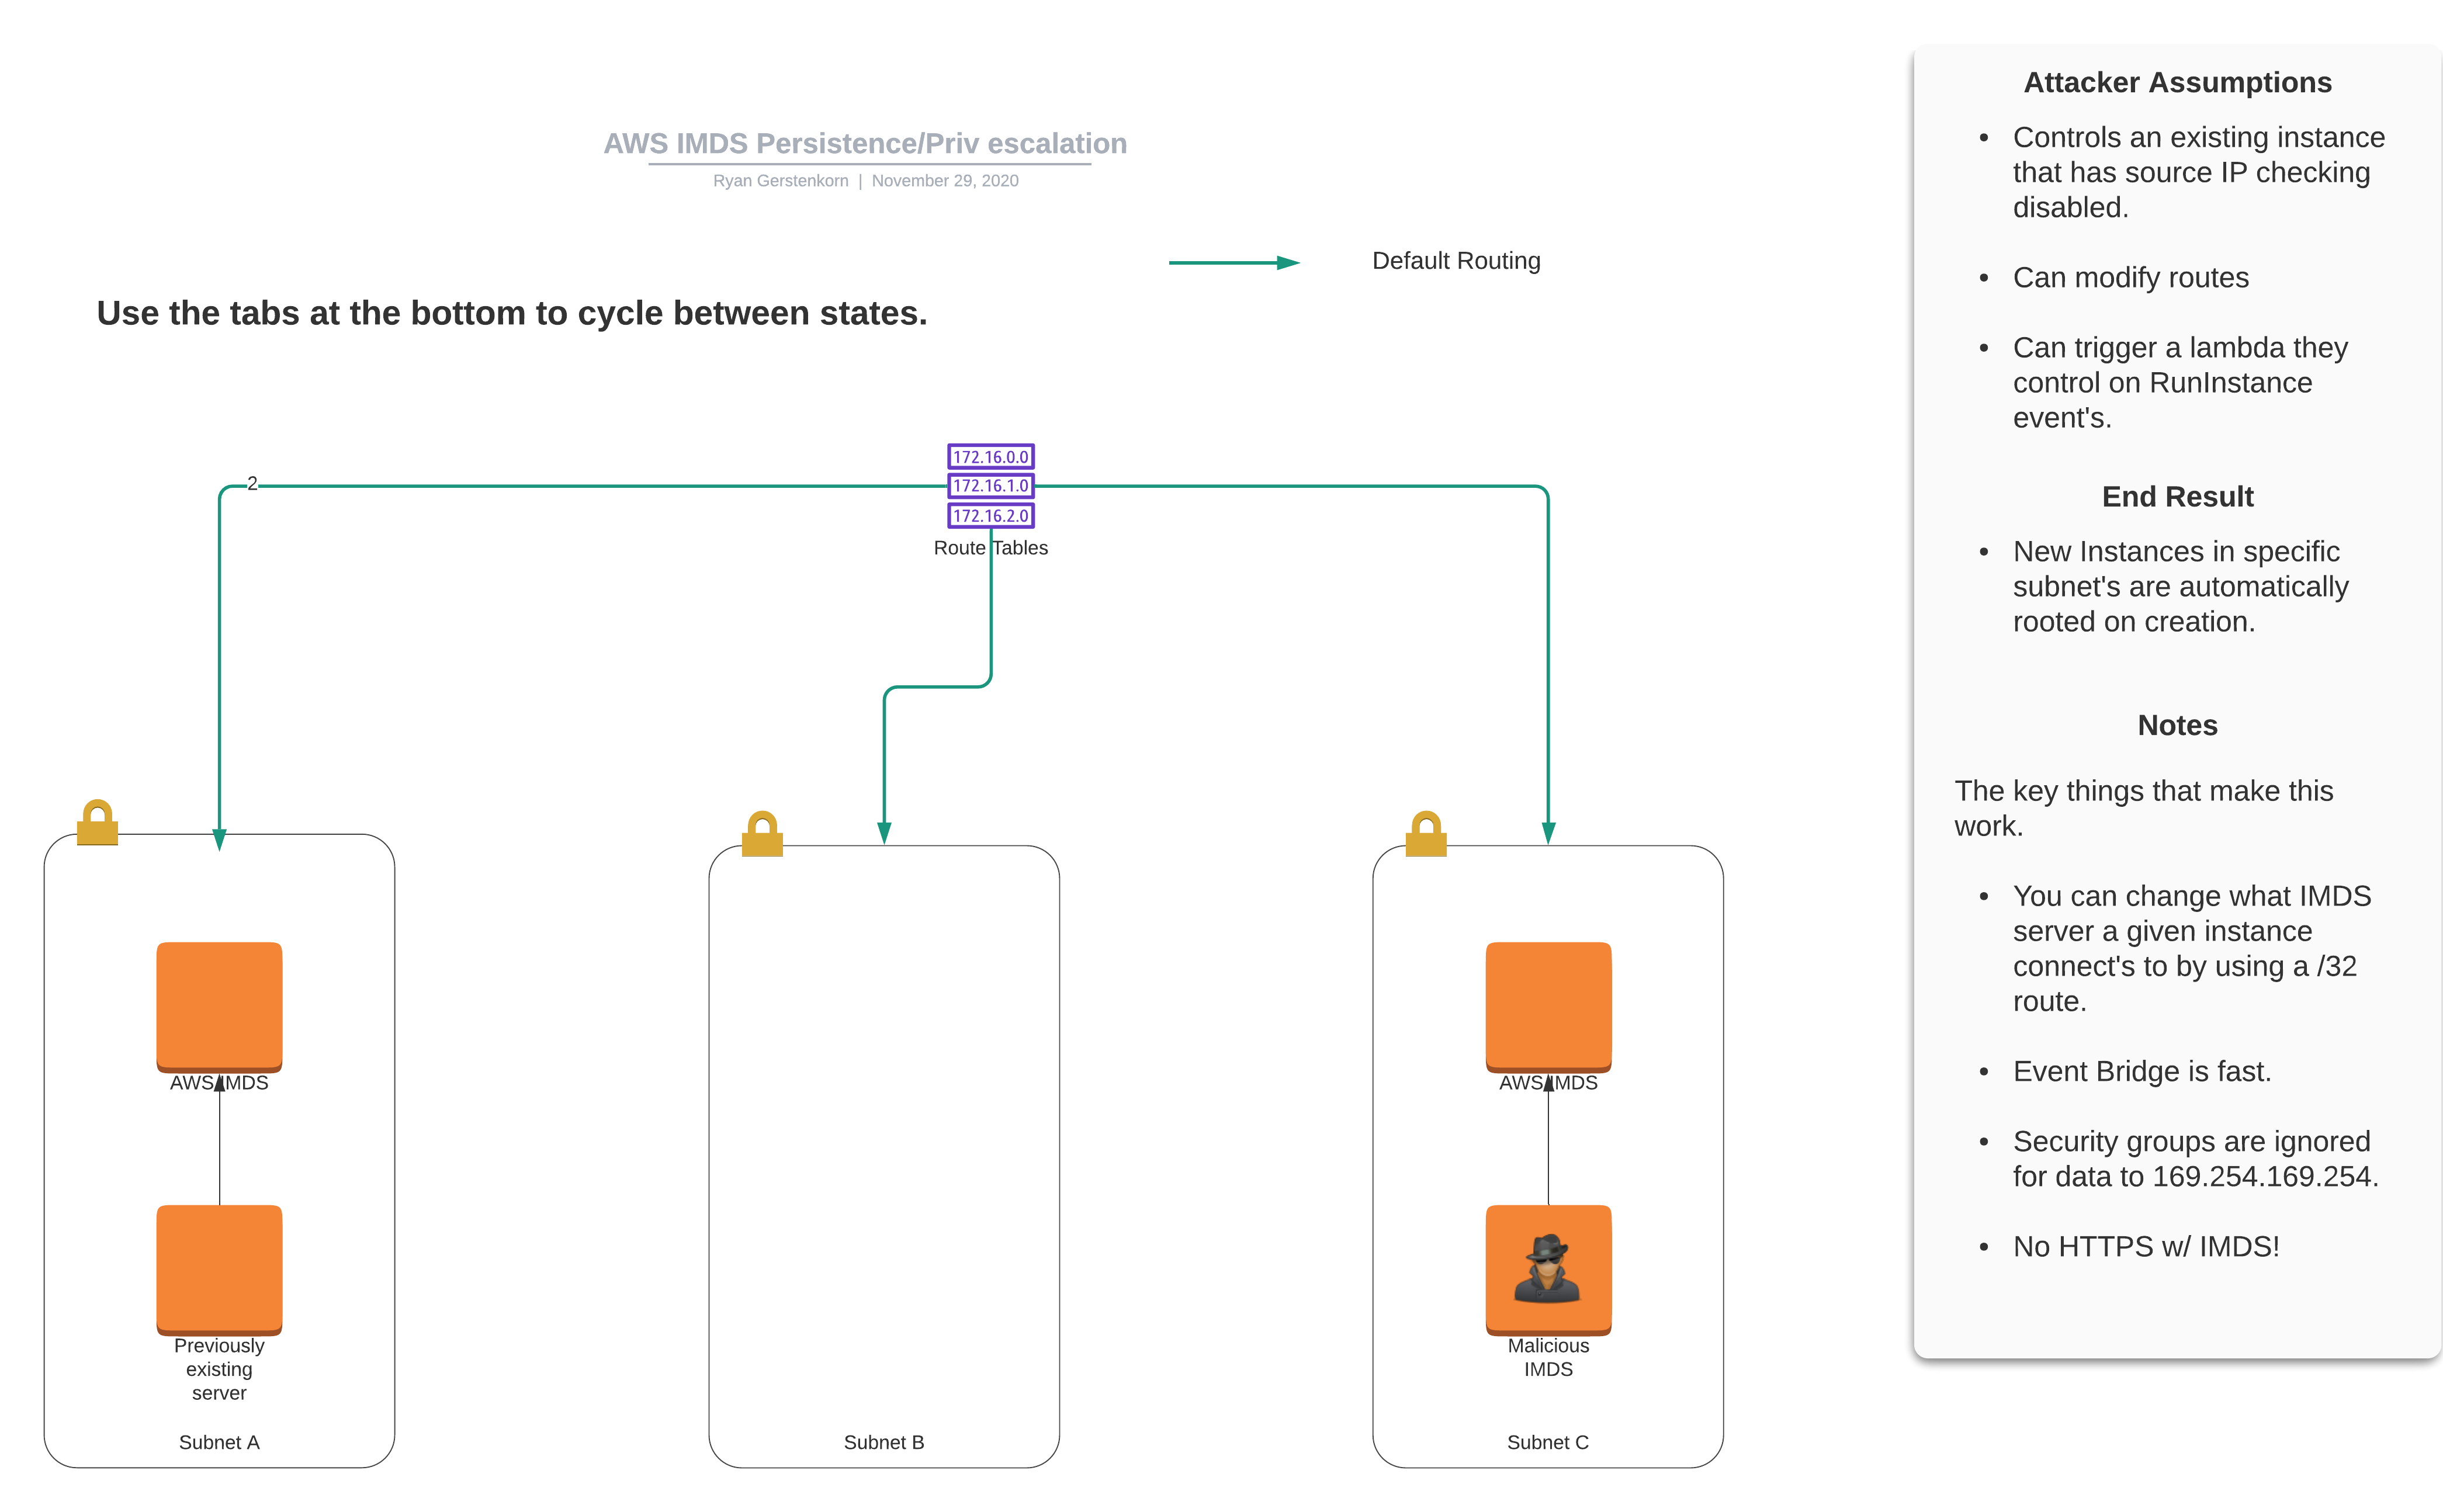 AWS IMDS Persistence/Priv escalation
Ryan Gerstenkorn | November 29, 2020
Default Routing
Use the tabs at the bottom to cycle between states.
172.16.0.0
172.16.1.0
172.16.2.0
Route Tables
2
AWS IMDS
Previously
existing
server
Subnet A
Subnet B
AWS IMDS
Malicious
IMDS
Subnet C
Attacker Assumptions
• Controls an existing instance
that has source IP checking
disabled.
• Can modify routes
• Can trigger a lambda they
control on RunInstance
event's.
End Result
• New Instances in specific
subnet's are automatically
rooted on creation.
Notes
The key things that make this
work.
• You can change what IMDS
server a given instance
connect's to by using a /32
route.
• Event Bridge is fast.
• Security groups are ignored
for data to 169.254.169.254.
• No HTTPS w/ IMDS!